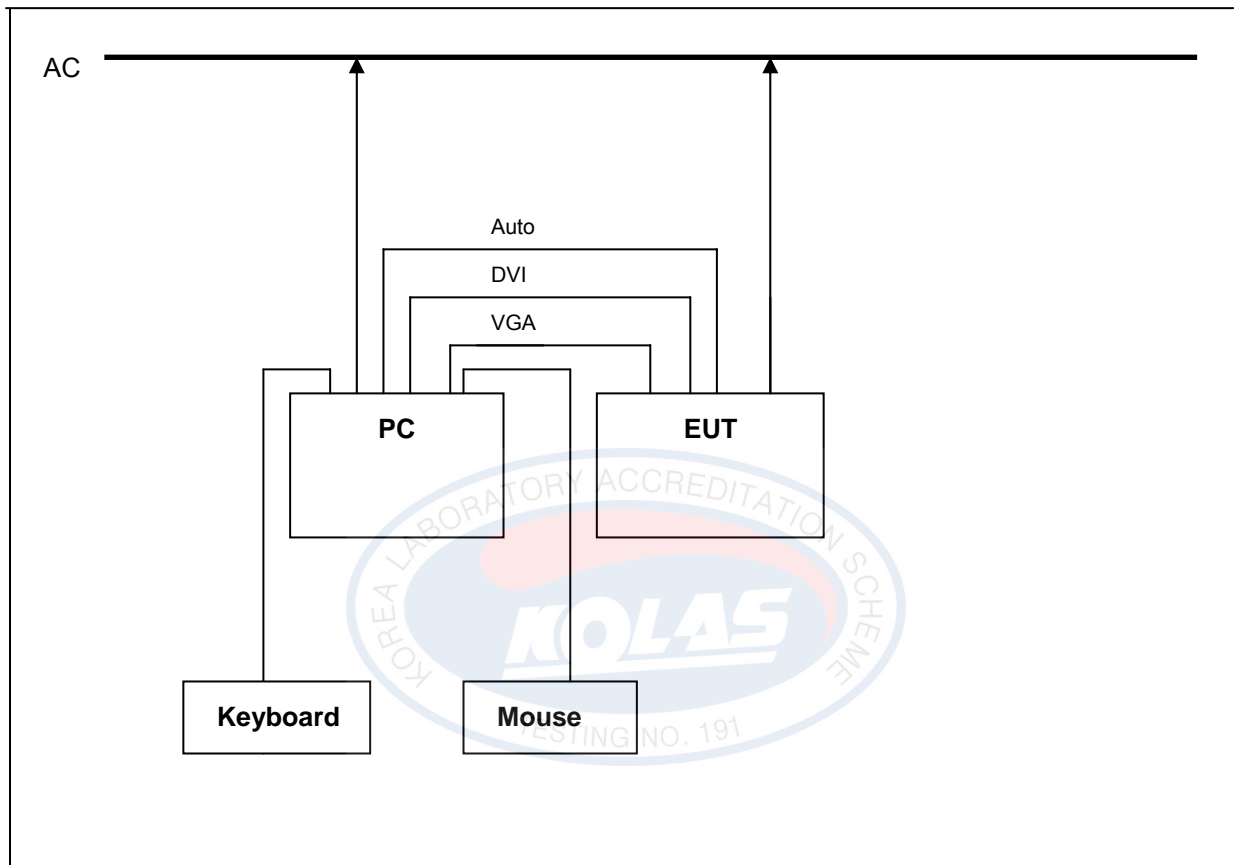 AC
Auto
DVI
VGA
PC
EUT
KOREA LABORATORY ACCREDITATION SCHEME
KOLAS
Keyboard
Mouse
TESTING NO. 191